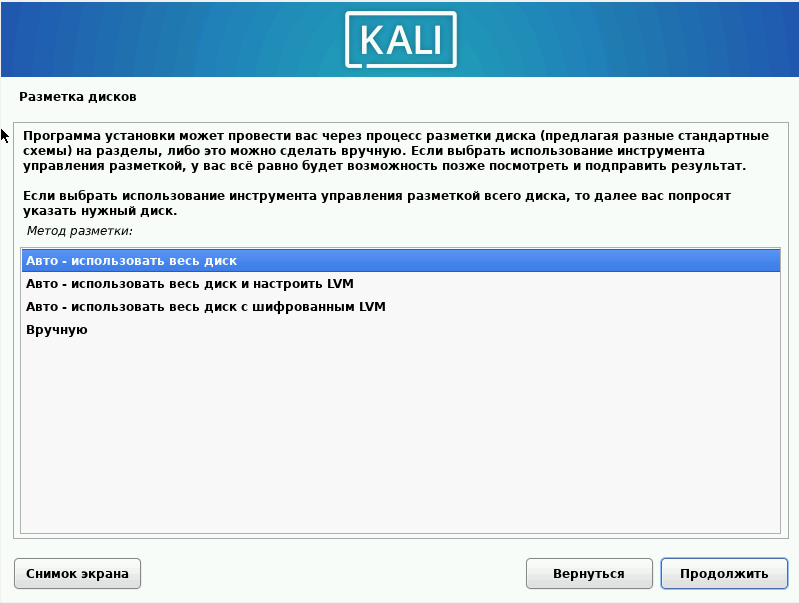 KALI
Разметка дисков
Программа установки может провести вас через процесс разметки диска (предлагая разные стандартные
схемы) на разделы, либо это можно сделать вручную. Если выбрать использование инструмента
управления разметкой, у вас всё равно будет возможность позже посмотреть и подправить результат.
Если выбрать использование инструмента управления разметкой всего диска, то далее вас попросят
указать нужный диск.
Метод разметки:
Авто - использовать весь диск
Авто - использовать весь диск и настроить LVM
Авто - использовать весь диск с шифрованным LVM
Вручную
Снимок экрана
Вернуться
Продолжить